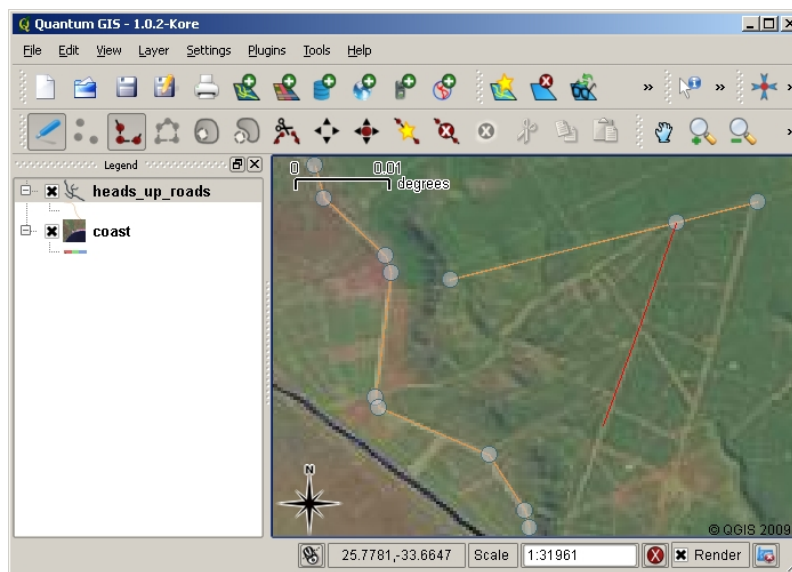 Quantum GIS - 1.0.2-Kore
File Edit View Layer Settings Plugins Tools Help
» » »
»
Legend
heads_up_roads
coast
0 0.01
degrees
N
© QGIS 2009
25.7781,-33.6647 Scale 1:31961 Render